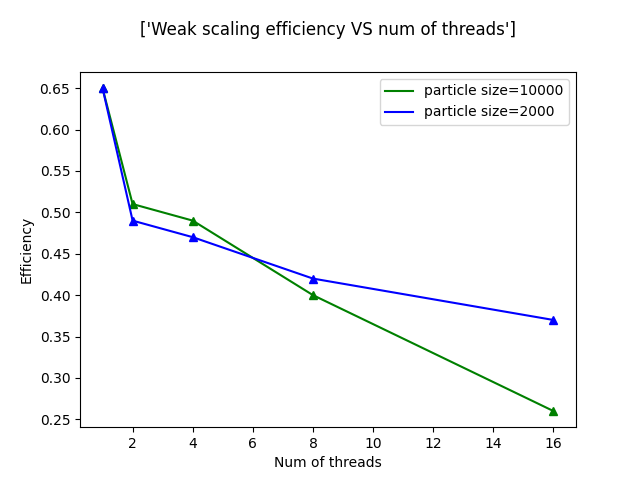 ['Weak scaling efficiency VS num of threads']
particle size=10000
particle size=2000
0.65
0.60
0.55
0.50
0.45
0.40
0.35
0.30
0.25
Efficiency
2 4 6 8 10 12 14 16
Num of threads